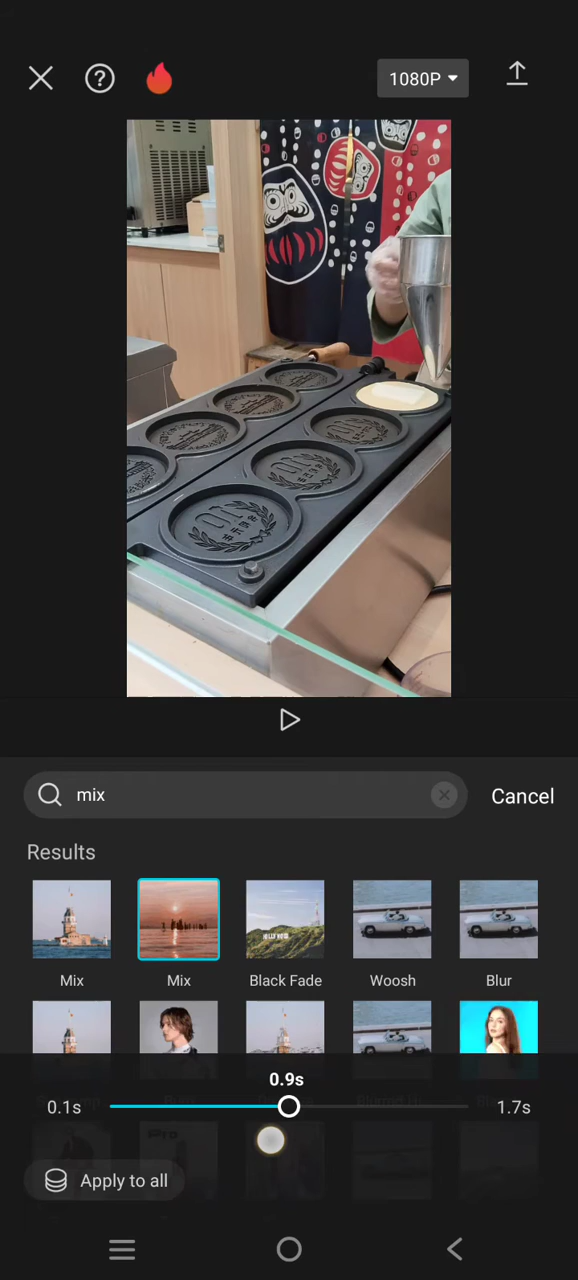 1080P
mix
Cancel
Results
Mix
Mix
Black Fade
Woosh
Blur
0.9s
0.1s
1.7s
Apply to all